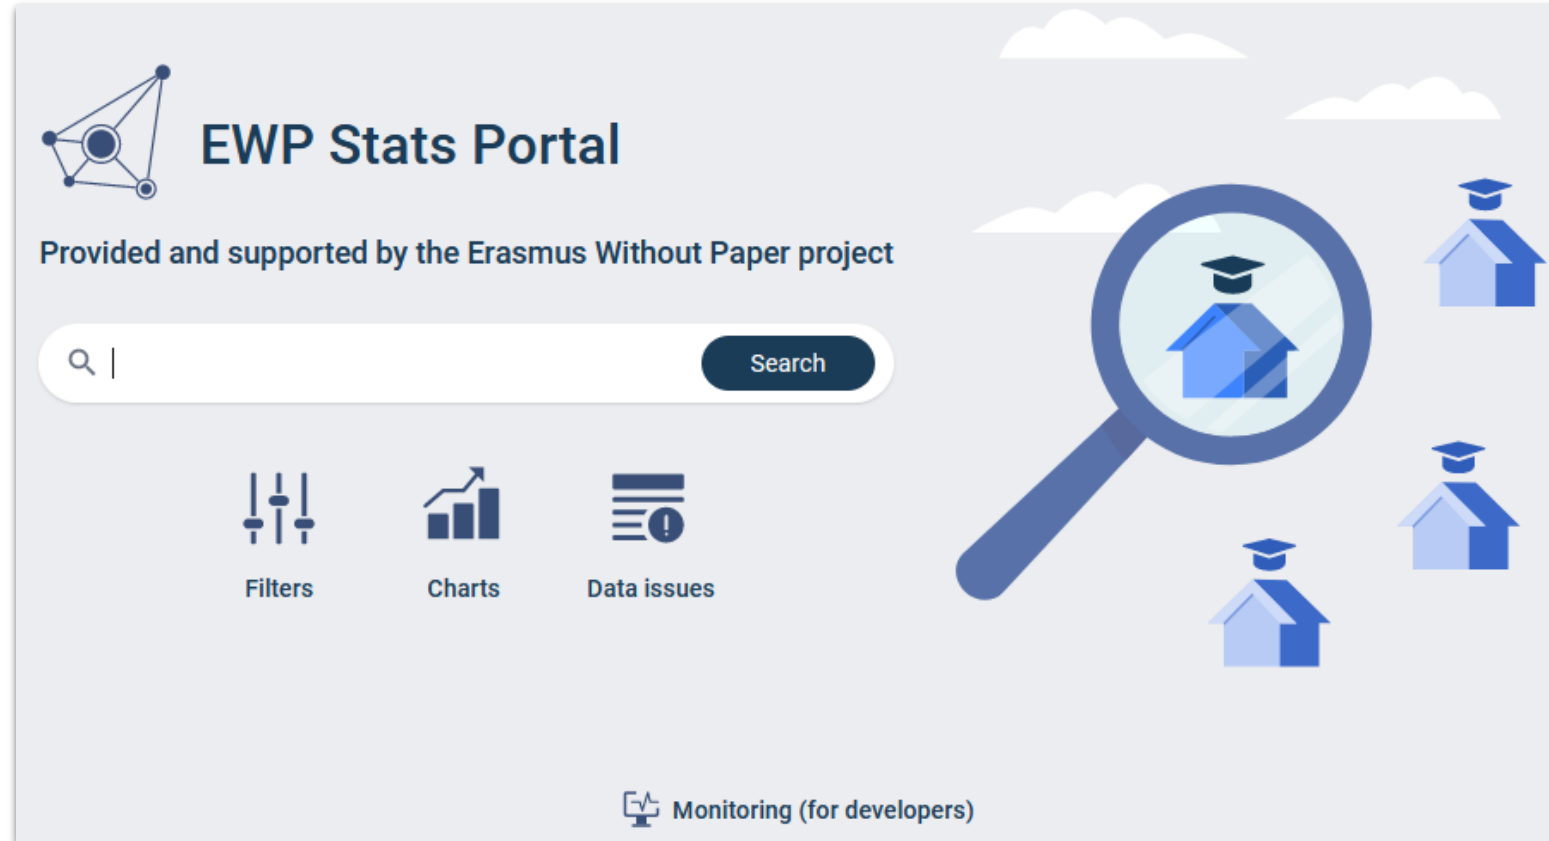 EWP Stats Portal
Provided and supported by the Erasmus Without Paper project
Search
Filters
Charts
Data issues
Monitoring (for developers)